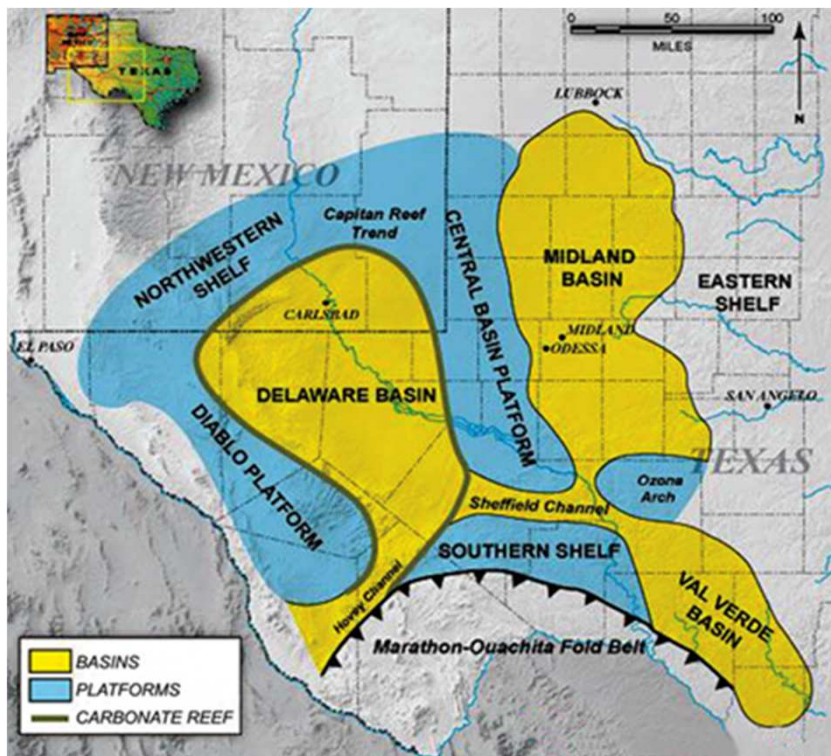 0
100
MILES
N
TEXAS
LUBBOCK
NEW MEXICO
Capitan Reef
Trend
NORTHWESTERN
SHELF
CENTRAL BASIN PLATFORM
MIDLAND
BASIN
EASTERN
SHELF
CARLSBAD
MIDLAND
ODESSA
EL PASO
DELAWARE BASIN
SAN ANGELO
DIABLO PLATFORM
TEXAS
Ozona
Arch
Sheffield Channel
SOUTHERN SHELF
Hovey Channel
VAL VERDE
BASIN
Marathon-Ouachita Fold Belt
BASINS
PLATFORMS
CARBONATE REEF